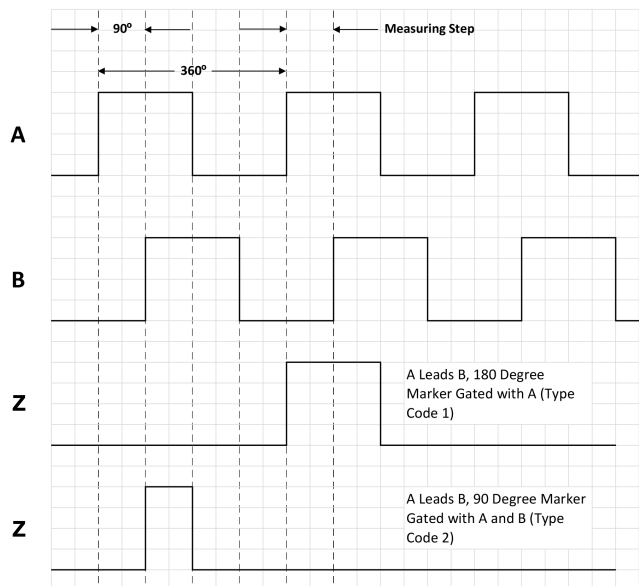 90º
Measuring Step
360º
A
B
Z
A Leads B, 180 Degree
Marker Gated with A (Type
Code 1)
Z
A Leads B, 90 Degree Marker
Gated with A and B (Type
Code 2)